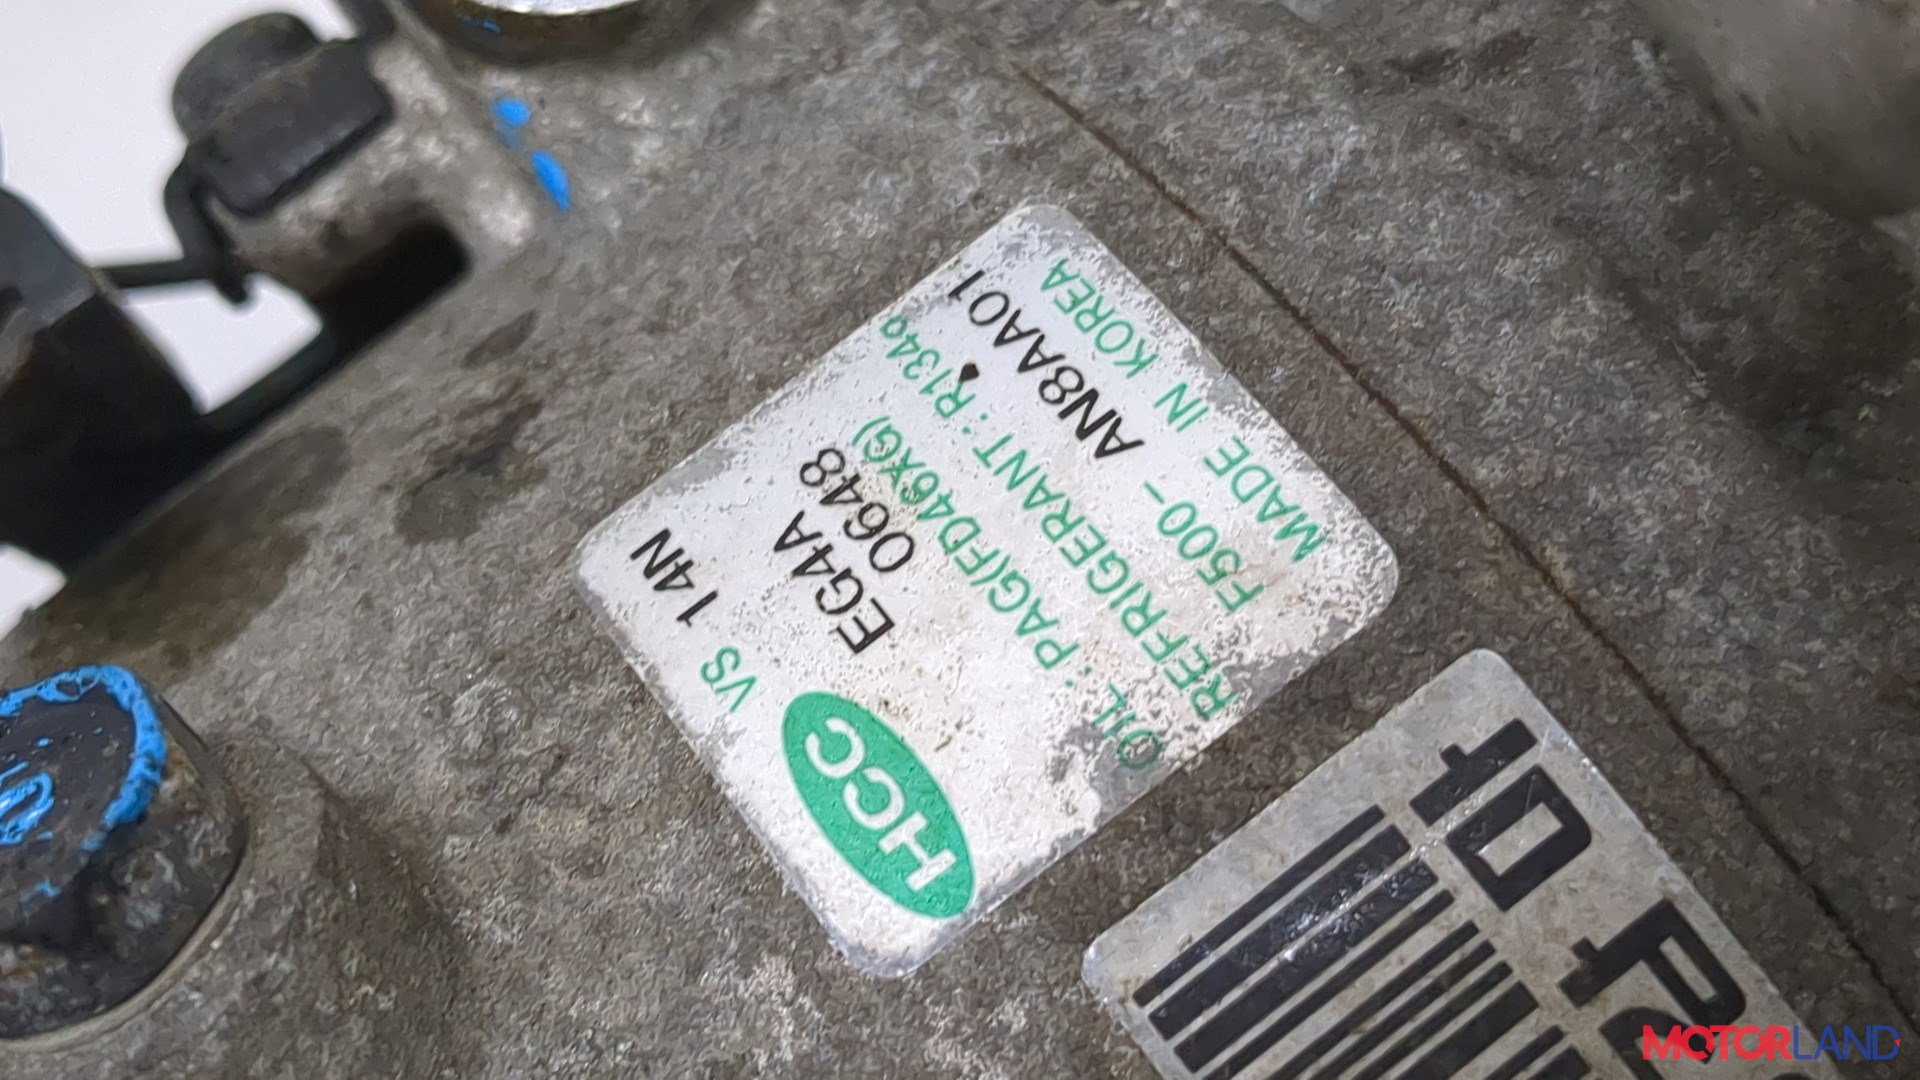 HCC
VS 14N
EG4A
0648
OIL : PAG(FD46XG)
REFRIGERANT : R134a
F500- AN8AA01
MADE IN KOREA
MOTORLAND